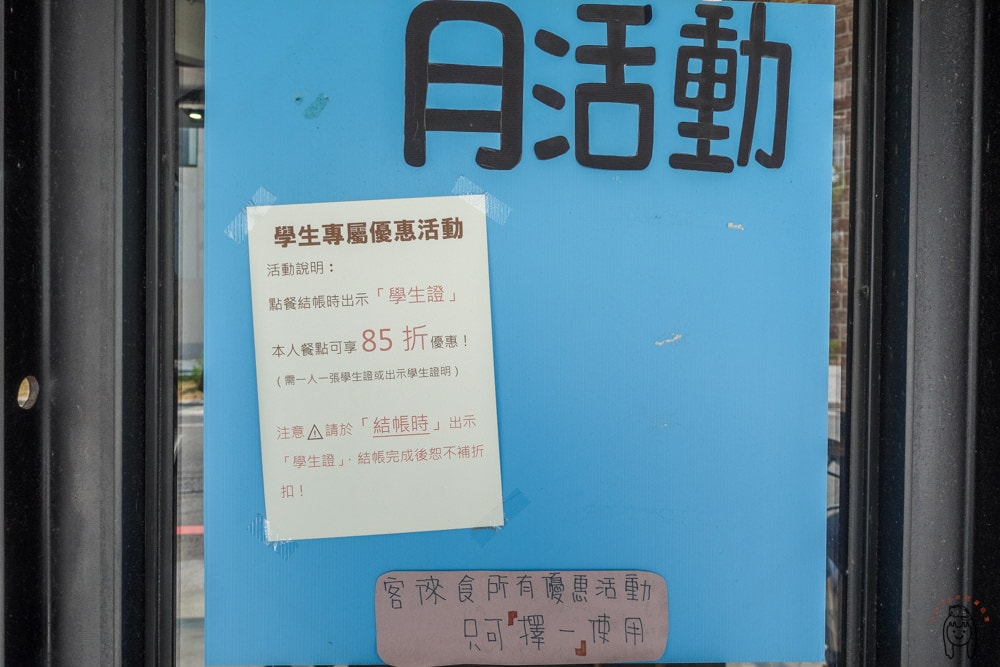 月活動
學生專屬優惠活動
活動說明：
點餐結帳時出示「學生證」
本人餐點可享85折優惠！
（需一人一張學生證或出示學生證明）
注意⚠請於「結帳時」出示
「學生證」，結帳完成後恕不補折
扣！
客來食所有優惠活動
只可『擇一』使用